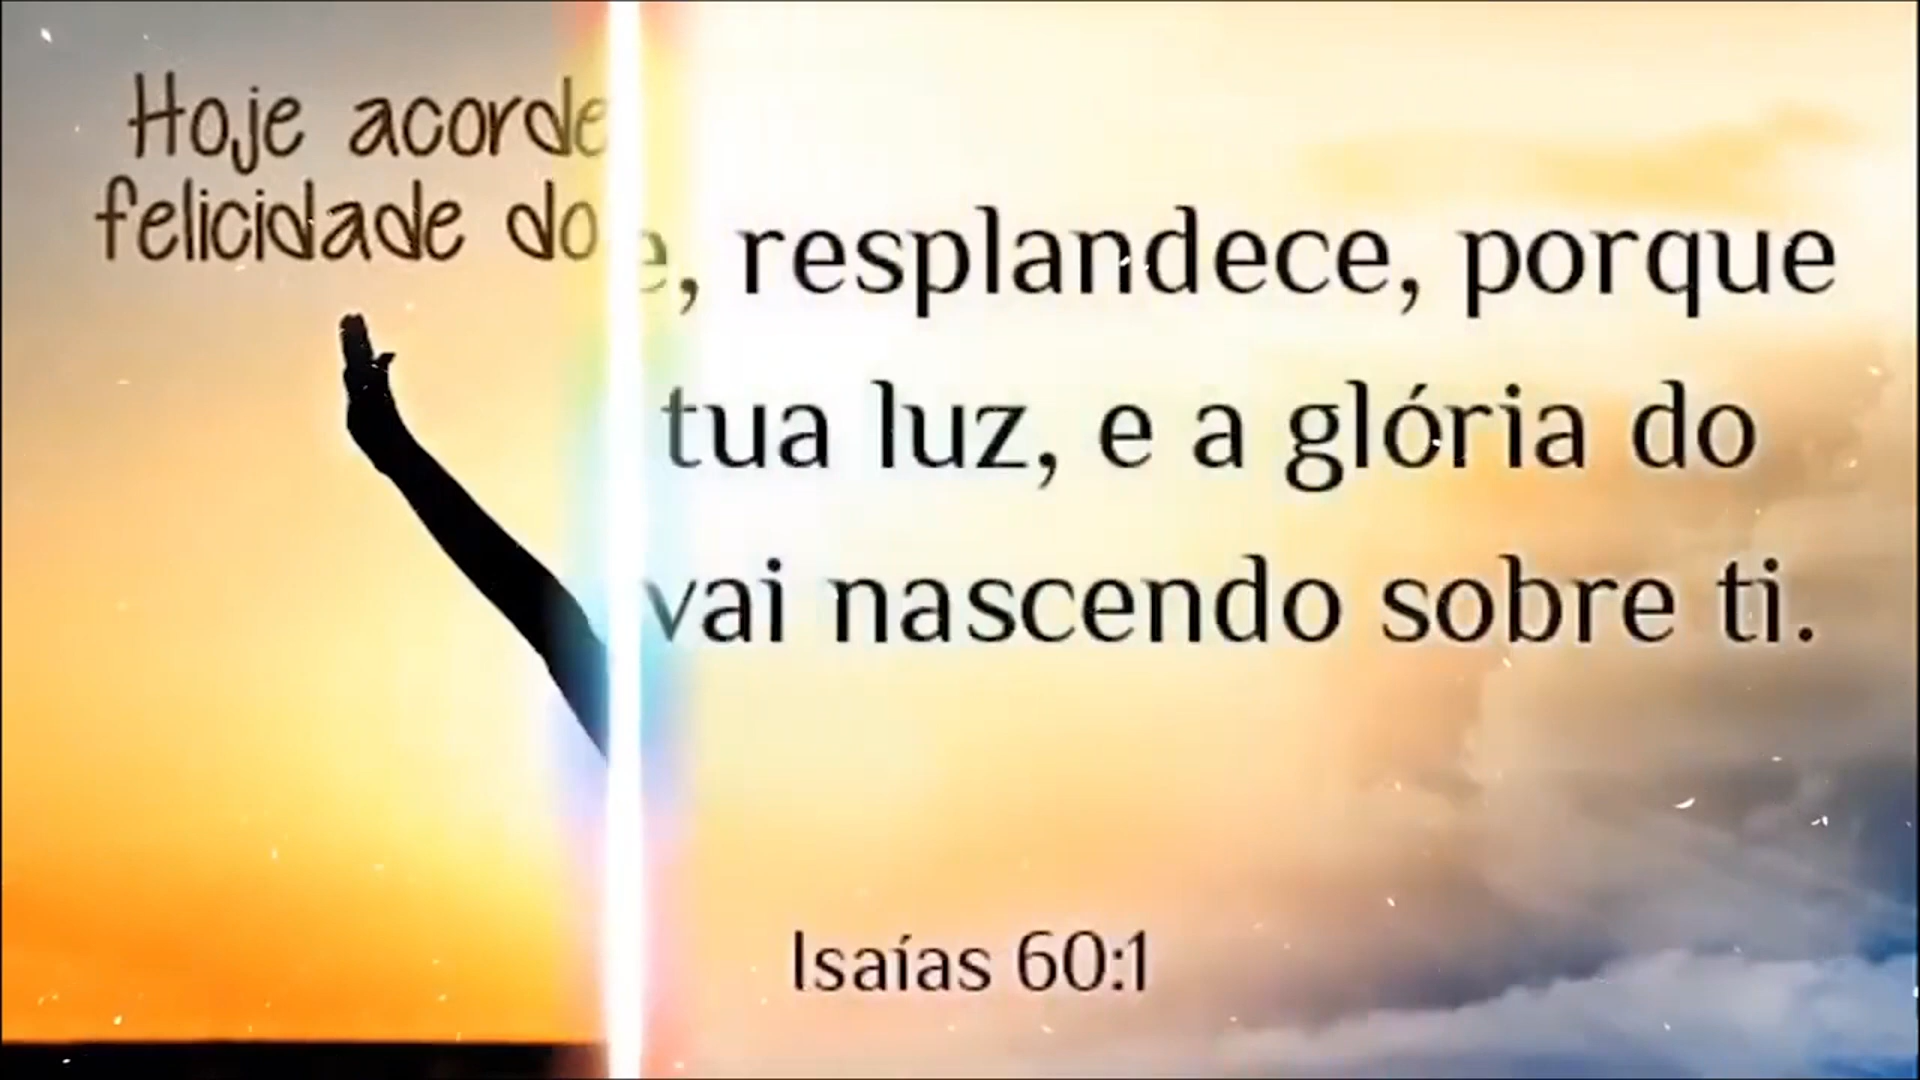 Hoje acorde
felicidade do
e, resplandece, porque
tua luz, e a glória do
vai nascendo sobre ti.
Isaías 60:1